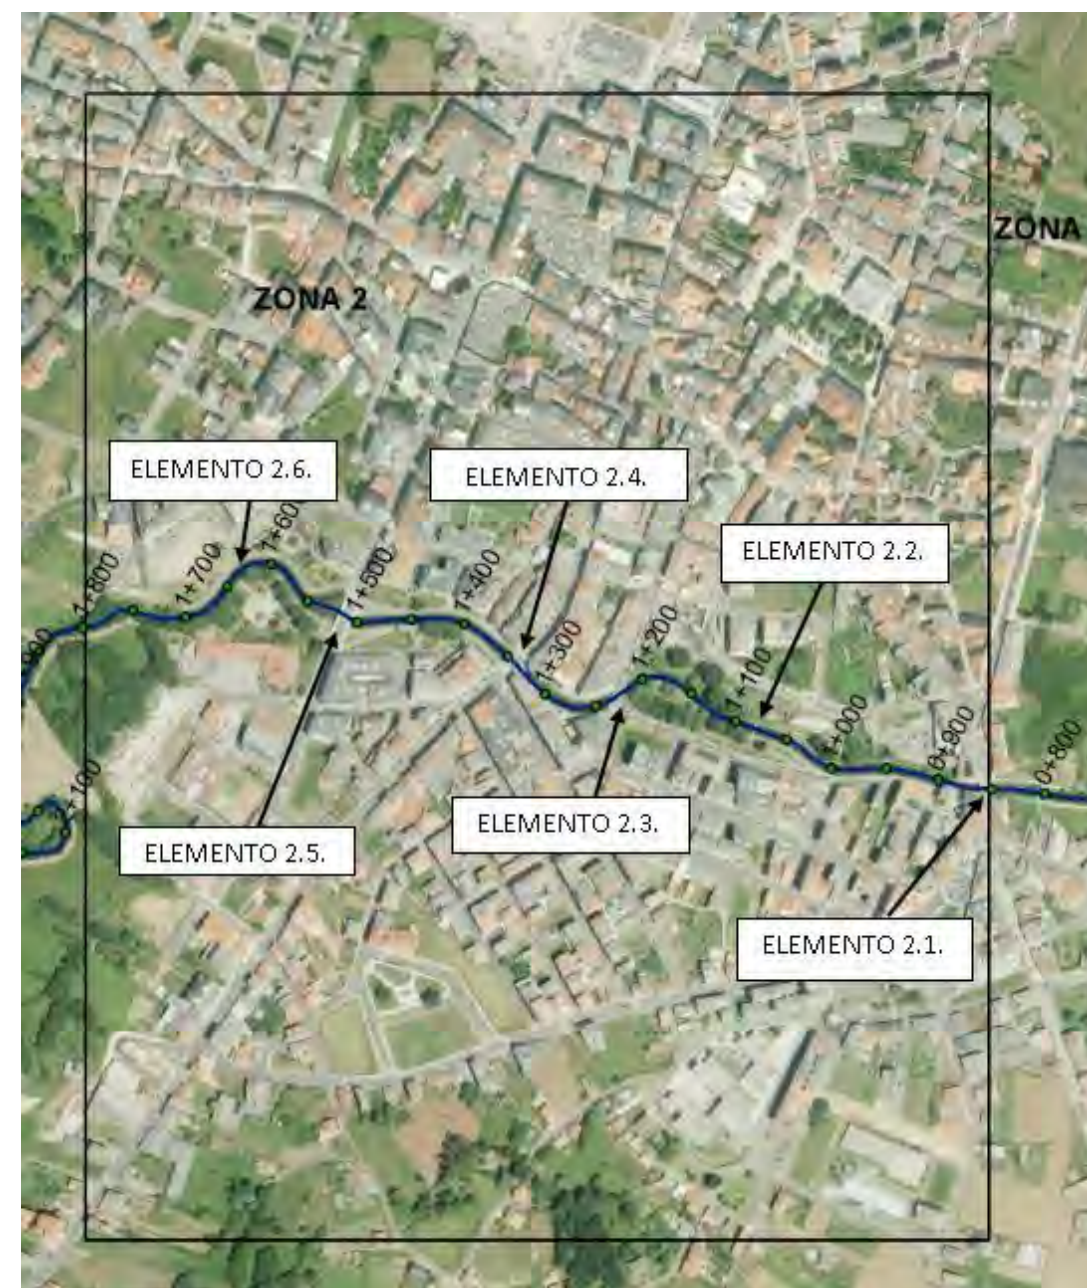 ZONA
ZONA 2
ELEMENTO 2.6.
ELEMENTO 2.4.
ELEMENTO 2.2.
1+800
1+700
1+60
1+500
1+400
1+300
1+200
1+100
1+000
0+900
0+800
ELEMENTO 2.5.
ELEMENTO 2.3.
ELEMENTO 2.1.